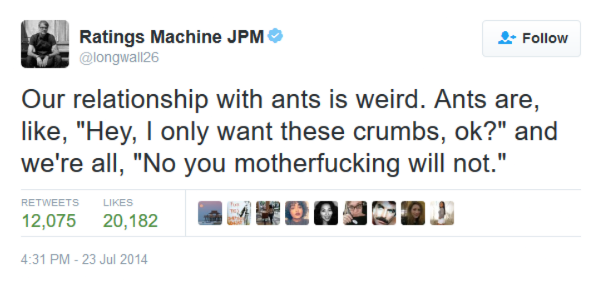 Ratings Machine JPM
@longwall26
Follow
Our relationship with ants is weird. Ants are,
like, "Hey, I only want these crumbs, ok?" and
we're all, "No you motherfucking will not."
RETWEETS LIKES
12,075 20,182
4:31 PM - 23 Jul 2014